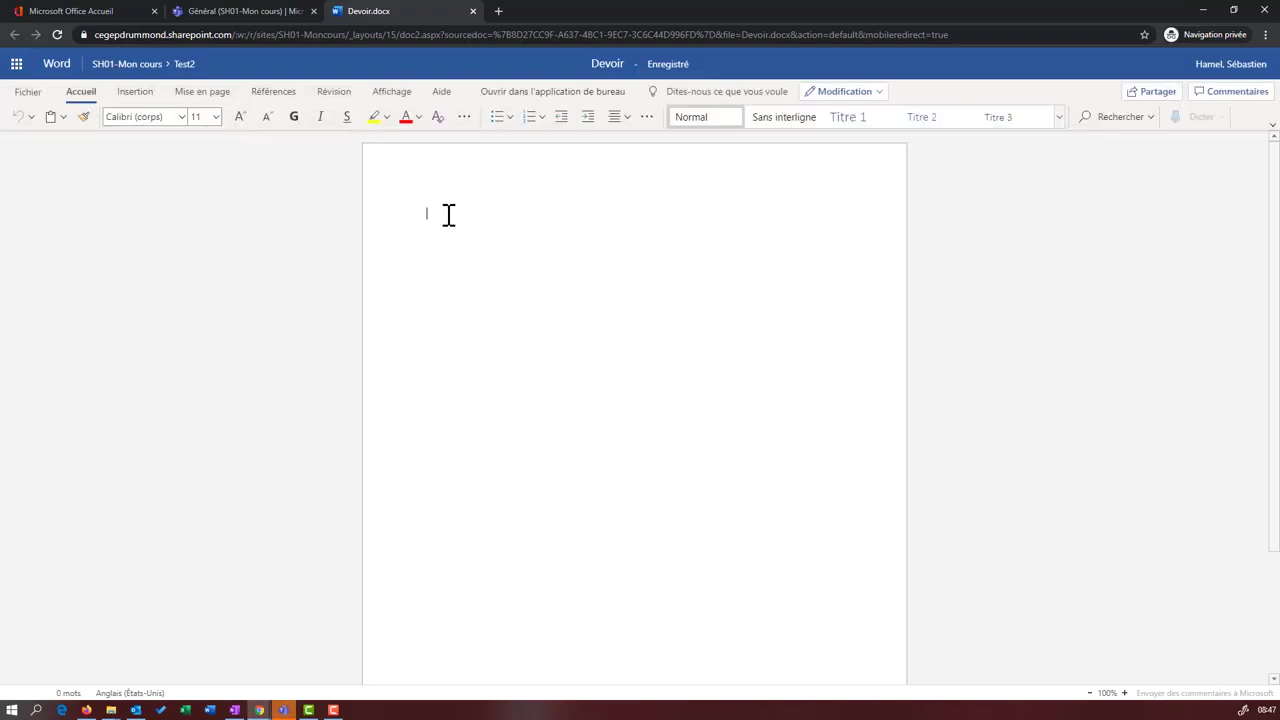 Microsoft Office Accueil
Général (SH01-Mon cours) | Micr
Devoir.docx
cegepdrummond.sharepoint.com/:w:/r/sites/SH01-Moncours/_layouts/15/doc2.aspx?sourcedoc=%7B8D27CC9F-A637-48C1-9EC7-3C6C44D996FD%7D&file=Devoir.docx&action=default&mobileredirect=true
Navigation privée
Word
SH01-Mon cours > Test2
Devoir - Enregistré
Hamel, Sébastien
Fichier
Accueil
Insertion
Mise en page
Références
Révision
Affichage
Aide
Ouvrir dans l'application de bureau
Dites-nous ce que vous voule
Modification
Partager
Commentaires
Calibri (corps)
11
G
I
S
Normal
Sans interligne
Titre 1
Titre 2
Titre 3
Rechercher
Dicter
0 mots
Anglais (États-Unis)
- 100% +
Envoyer des commentaires à Microsoft
08:47